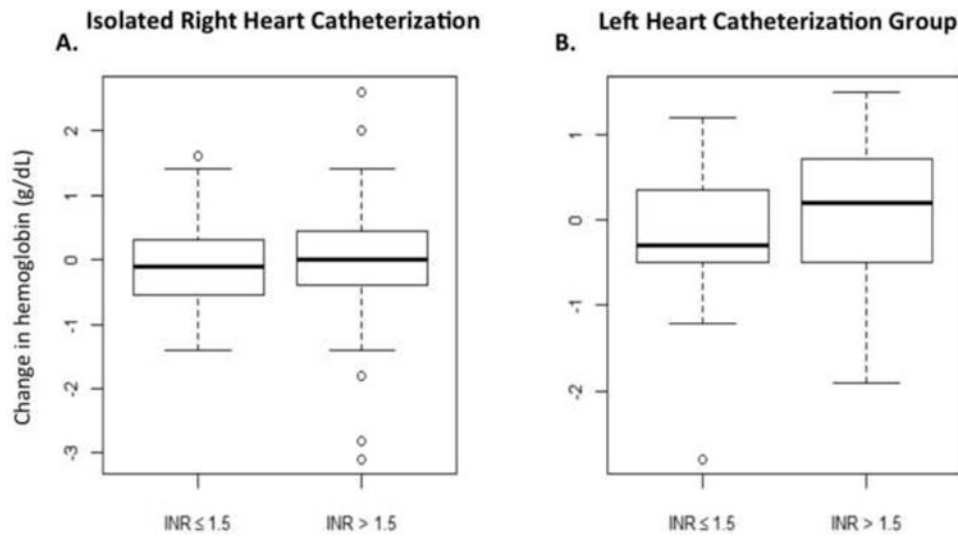 Isolated Right Heart Catheterization
Left Heart Catheterization Group
A.
B.
Change in hemoglobin (g/dL)
2
1
0
-1
-2
-3
1
0
-1
-2
INR ≤ 1.5
INR > 1.5
INR ≤ 1.5
INR > 1.5